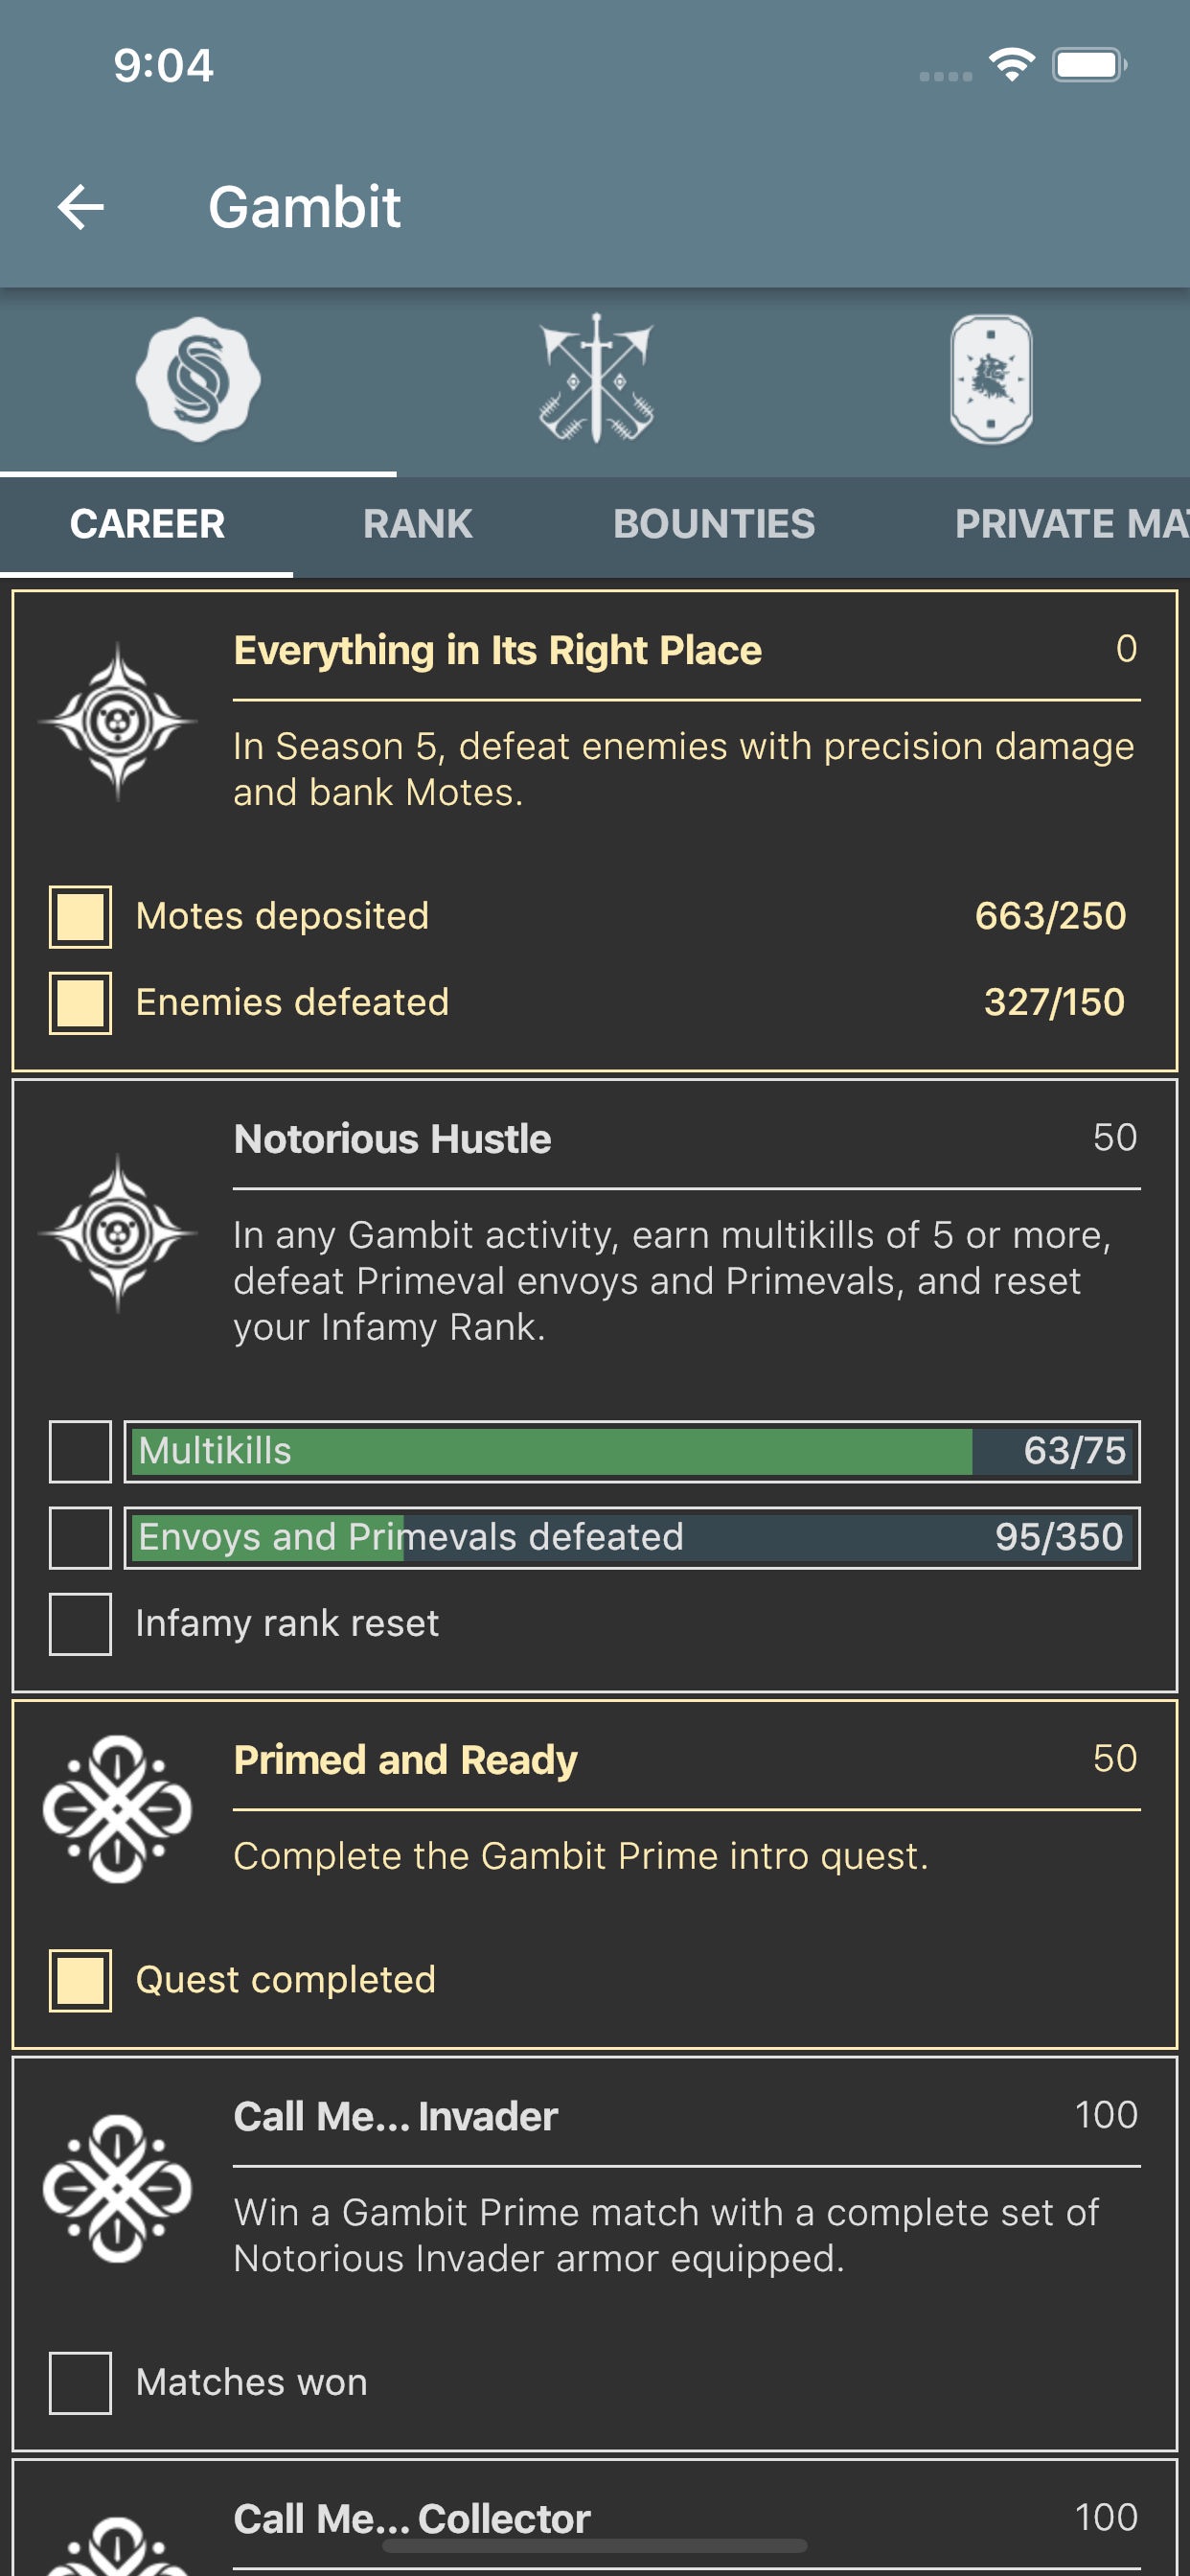 9:04
Gambit
CAREER RANK BOUNTIES PRIVATE MA
Everything in Its Right Place 0
In Season 5, defeat enemies with precision damage
and bank Motes.
Motes deposited 663/250
Enemies defeated 327/150
Notorious Hustle 50
In any Gambit activity, earn multikills of 5 or more,
defeat Primeval envoys and Primevals, and reset
your Infamy Rank.
Multikills 63/75
Envoys and Primevals defeated 95/350
Infamy rank reset
Primed and Ready 50
Complete the Gambit Prime intro quest.
Quest completed
Call Me... Invader 100
Win a Gambit Prime match with a complete set of
Notorious Invader armor equipped.
Matches won
Call Me... Collector 100